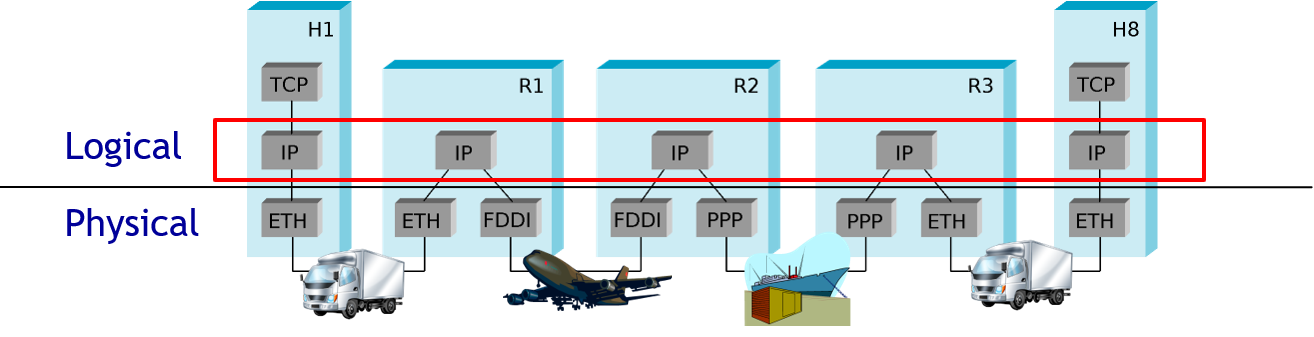 H1
H8
R1
R2
R3
TCP
TCP
Logical
IP
IP
IP
IP
IP
Physical
ETH
ETH
FDDI
FDDI
PPP
PPP
ETH
ETH